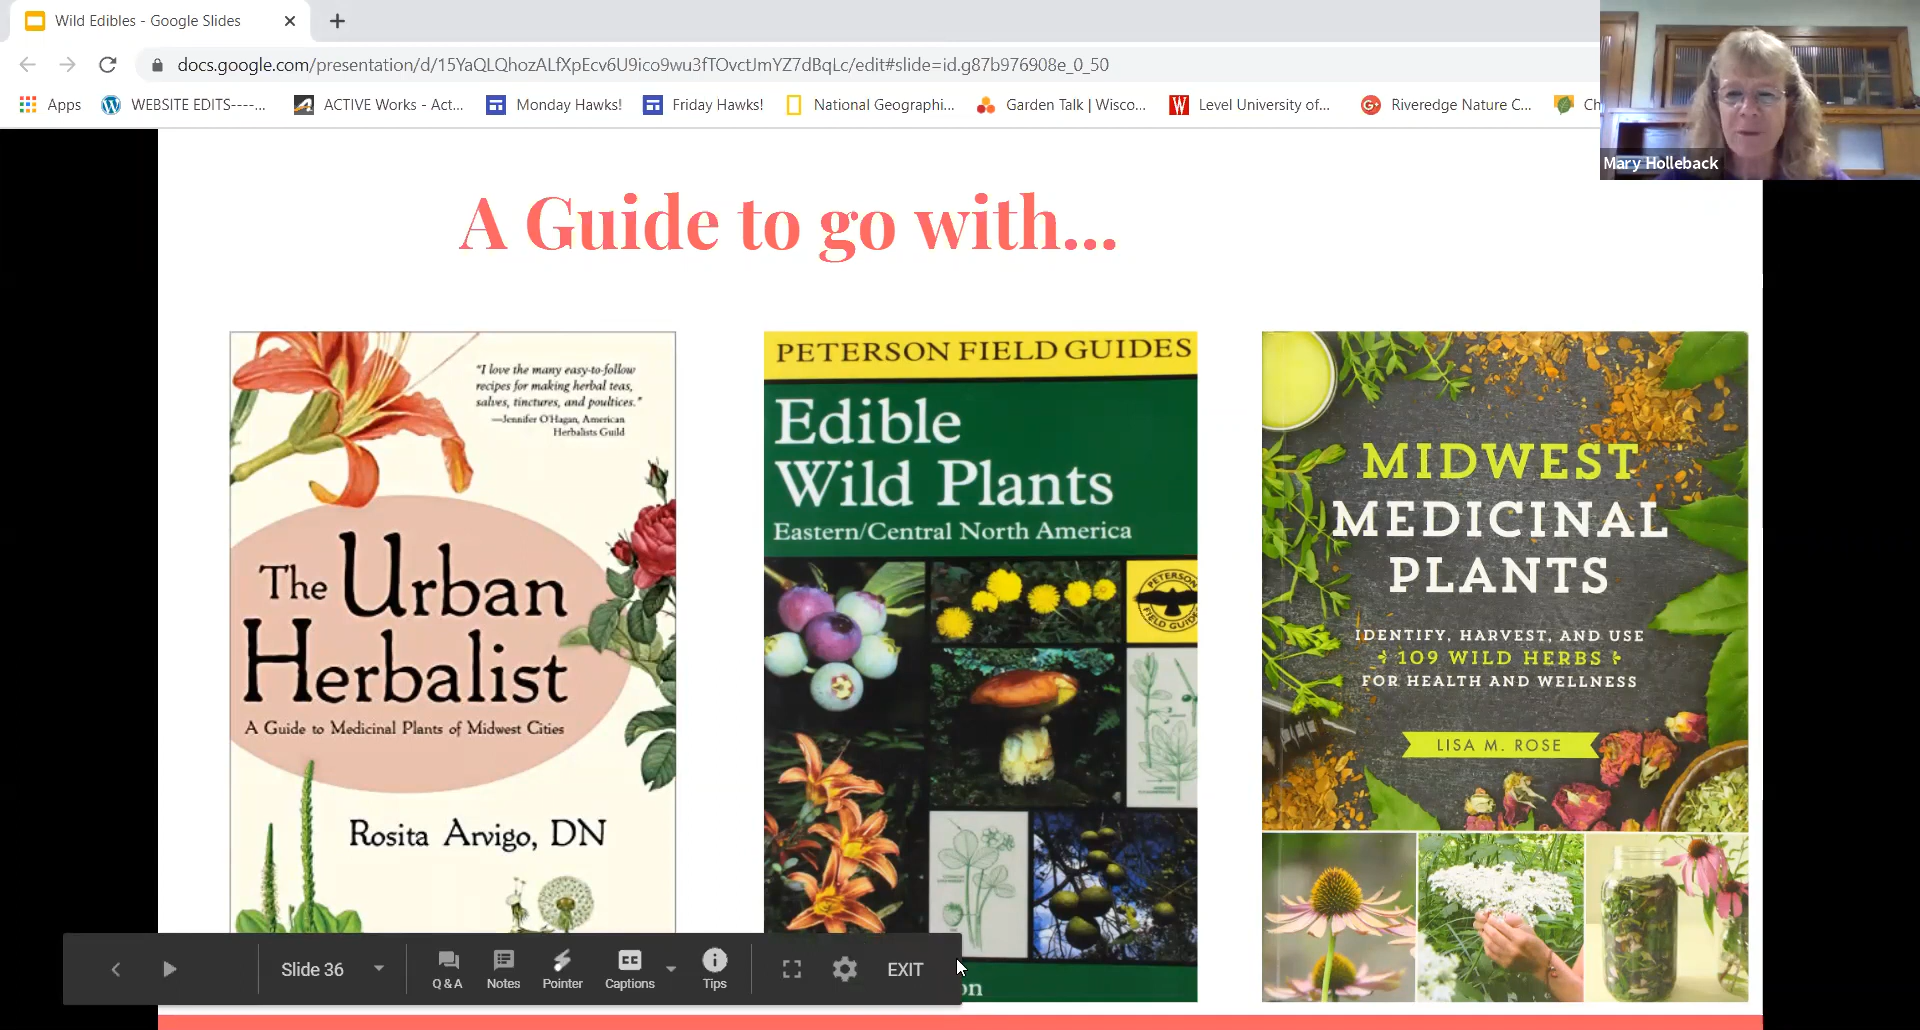 Wild Edibles - Google Slides
docs.google.com/presentation/d/15YaQLQhozALfXpEcv6U9ico9wu3fTOvctJmYZ7dBqLc/edit#slide=id.g87b976908e_0_50
Apps WEBSITE EDITS----... ACTIVE Works - Act... Monday Hawks! Friday Hawks! National Geographi... Garden Talk | Wisco... Level University of... Riveredge Nature C... Ch
Mary Holleback
A Guide to go with...
"I love the many easy-to-follow
recipes for making herbal teas,
salves, tinctures, and poultices."
—Jennifer O'Hagan, American
Herbalists Guild
The Urban
Herbalist
A Guide to Medicinal Plants of Midwest Cities
Rosita Arvigo, DN
PETERSON FIELD GUIDES
Edible
Wild Plants
Eastern/Central North America
PETERSON
FIELD GUIDES
on
MIDWEST
MEDICINAL
PLANTS
IDENTIFY, HARVEST, AND USE
109 WILD HERBS
FOR HEALTH AND WELLNESS
LISA M. ROSE
Slide 36
Q & A Notes Pointer Captions Tips EXIT